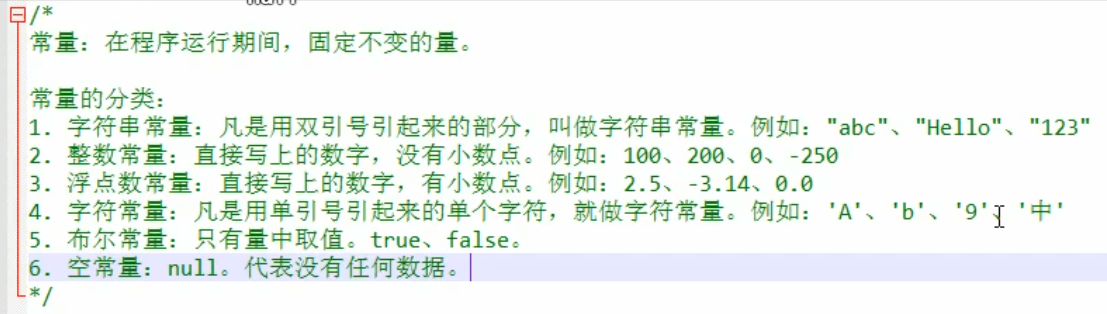 /*
常量：在程序运行期间，固定不变的量。
常量的分类：
1. 字符串常量：凡是用双引号引起来的部分，叫做字符串常量。例如："abc"、"Hello"、"123"
2. 整数常量：直接写上的数字，没有小数点。例如：100、200、0、-250
3. 浮点数常量：直接写上的数字，有小数点。例如：2.5、-3.14、0.0
4. 字符常量：凡是用单引号引起来的单个字符，就做字符常量。例如：'A'、'b'、'9'、'中'
5. 布尔常量：只有量中取值。true、false。
6. 空常量：null。代表没有任何数据。
*/